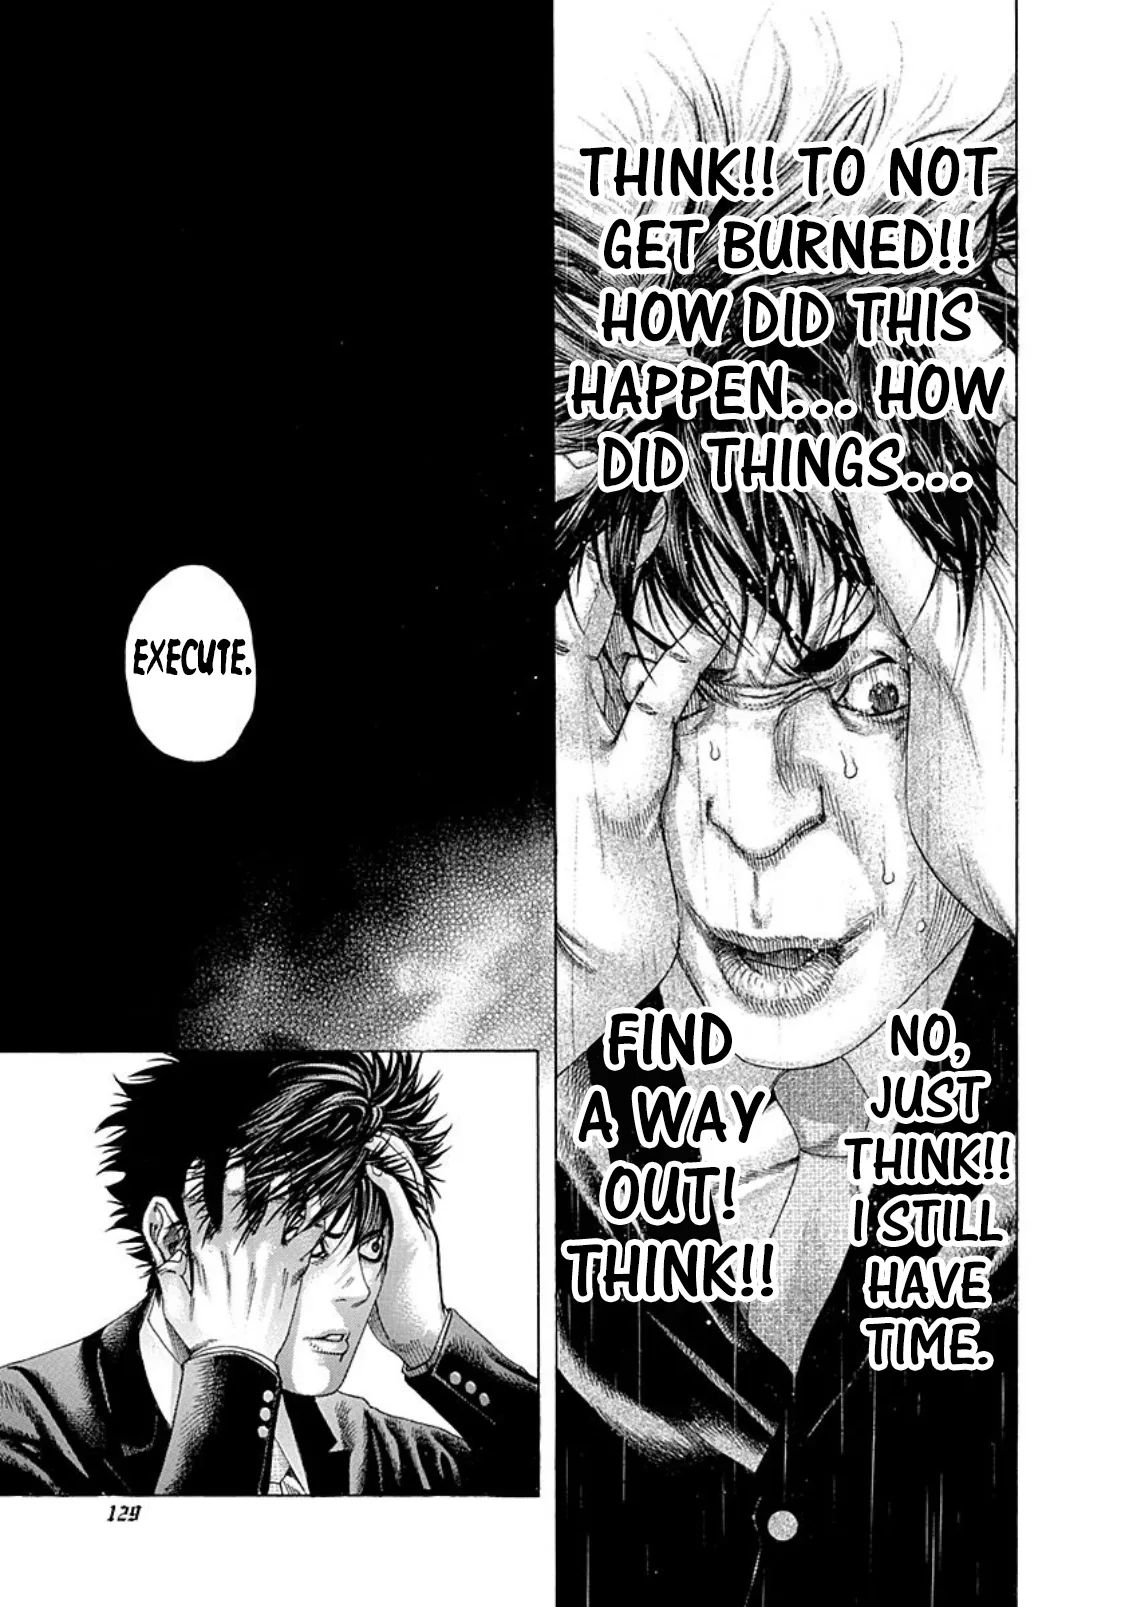 THINK!! TO NOT
GET BURNED!!
HOW DID THIS
HAPPEN... HOW
DID THINGS...
NO,
JUST
THINK!!
I STILL
HAVE
TIME.
FIND
A WAY
OUT!
THINK!!
EXECUTE.
129